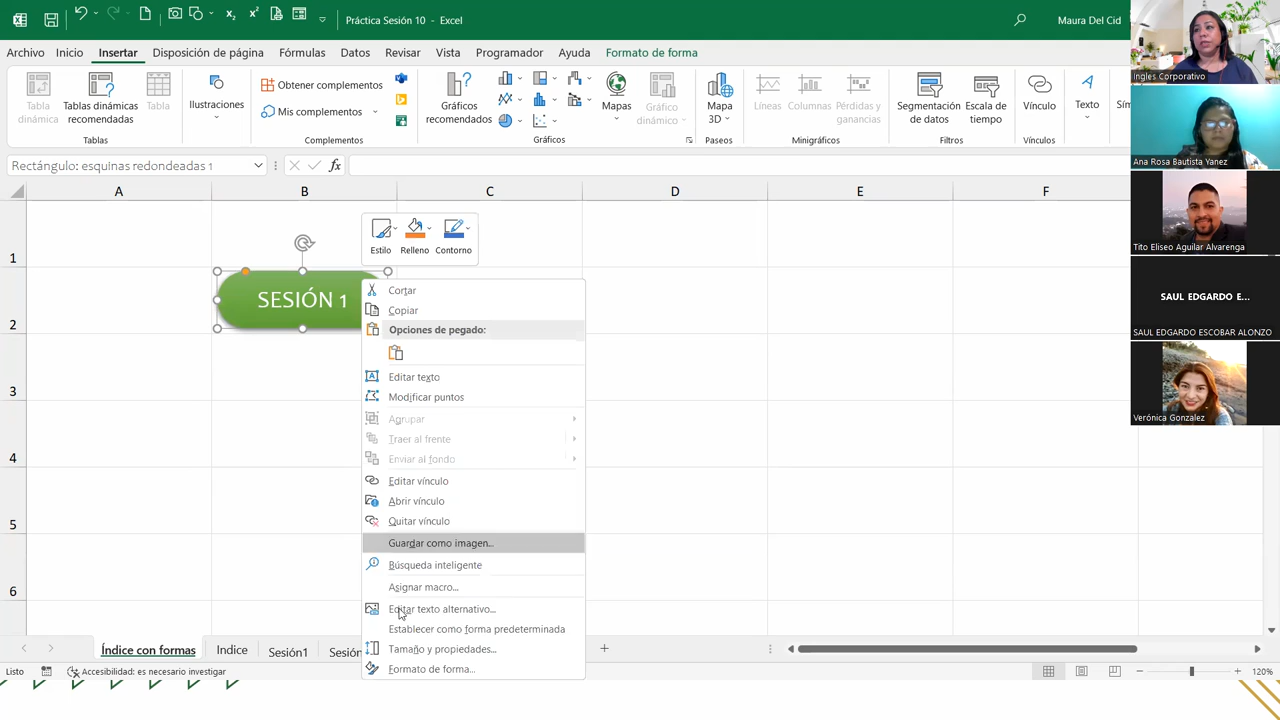 Práctica Sesión 10 - Excel
Maura Del Cid
Archivo Inicio Insertar Disposición de página Fórmulas Datos Revisar Vista Programador Ayuda Formato de forma
Tabla dinámica
Tablas dinámicas recomendadas
Tabla
Tablas
Ilustraciones
Obtener complementos
Mis complementos
Complementos
Gráficos recomendados
Mapas
Gráfico dinámico
Gráficos
Mapa 3D
Paseos
Líneas
Columnas
Pérdidas y ganancias
Minigráficos
Segmentación de datos
Escala de tiempo
Filtros
Vínculo
Vínculos
Texto
Rectángulo: esquinas redondeadas 1
fx
A B C D E F
1
2
3
4
5
6
SESIÓN 1
Estilo Relleno Contorno
Cortar
Copiar
Opciones de pegado:
Editar texto
Modificar puntos
Agrupar
Traer al frente
Enviar al fondo
Editar vínculo
Abrir vínculo
Quitar vínculo
Guardar como imagen...
Búsqueda inteligente
Asignar macro...
Editar texto alternativo...
Establecer como forma predeterminada
Tamaño y propiedades...
Formato de forma...
Índice con formas Indice Sesión1
Listo
Accesibilidad: es necesario investigar
120%
Ingles Corporativo
Ana Rosa Bautista Yanez
Tito Eliseo Aguilar Alvarenga
SAUL EDGARDO E...
SAUL EDGARDO ESCOBAR ALONZO
Verónica Gonzalez